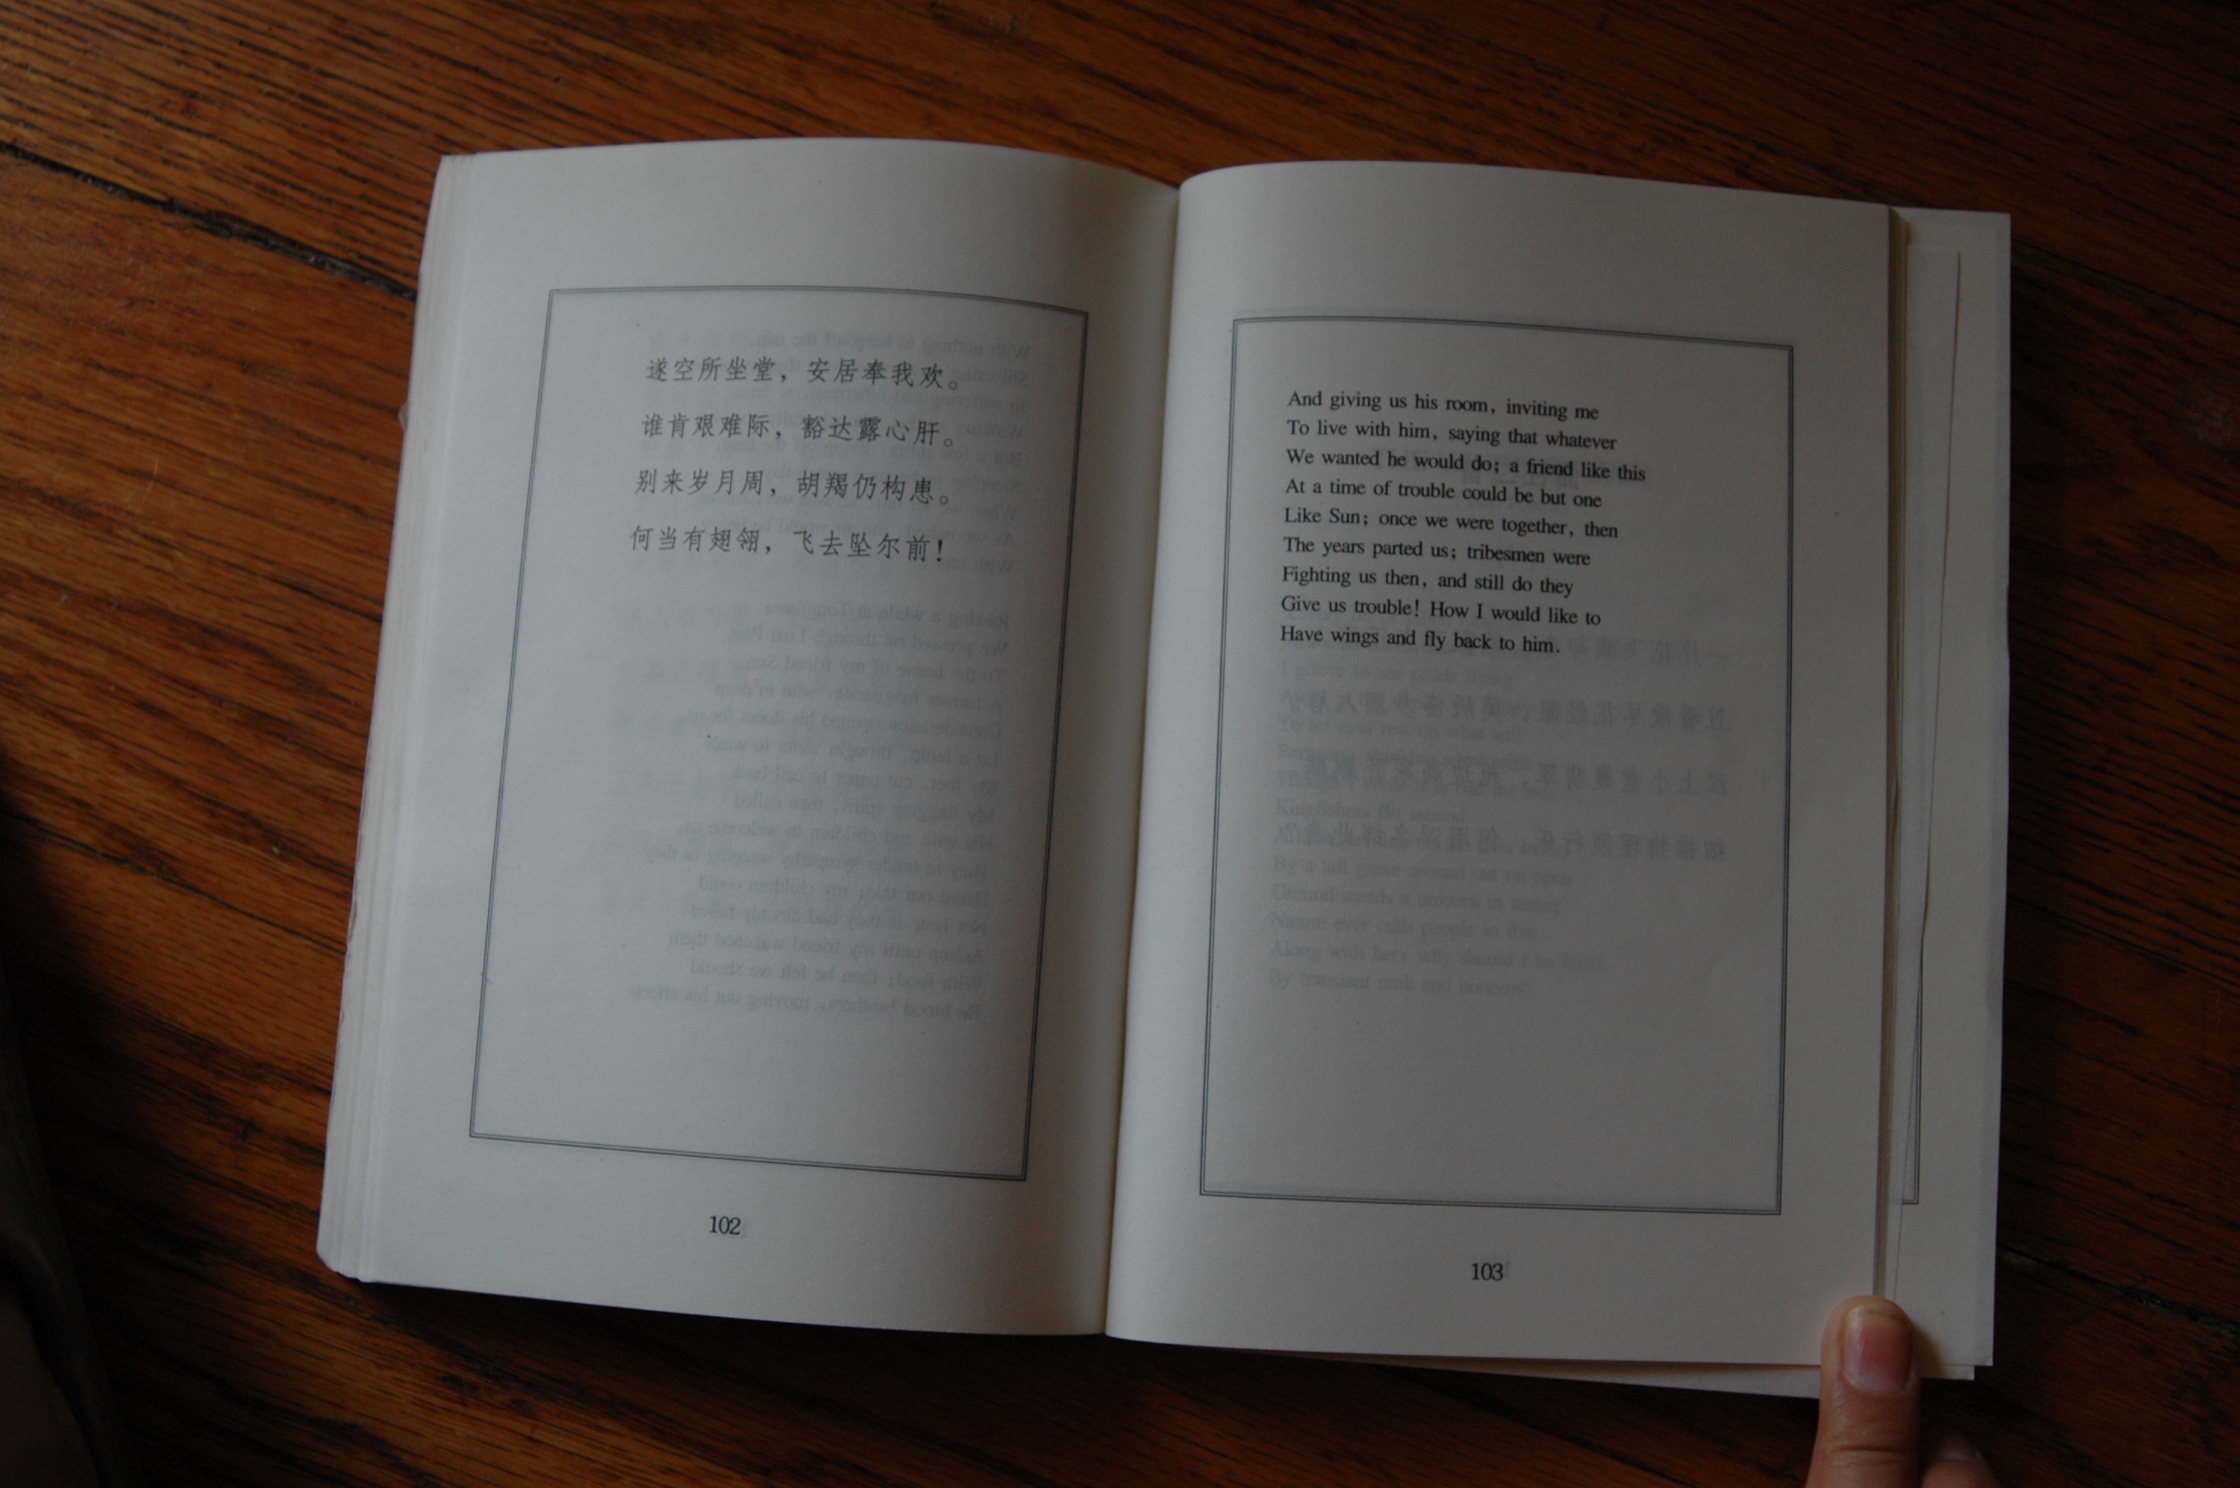 遂空所坐堂，安居奉我欢。
谁肯艰难际，豁达露心肝。
别来岁月周，胡羯仍构患。
何当有翅翎，飞去坠尔前！
102
And giving us his room, inviting me
To live with him, saying that whatever
We wanted he would do; a friend like this
At a time of trouble could be but one
Like Sun; once we were together, then
The years parted us; tribesmen were
Fighting us then, and still do they
Give us trouble! How I would like to
Have wings and fly back to him.
103